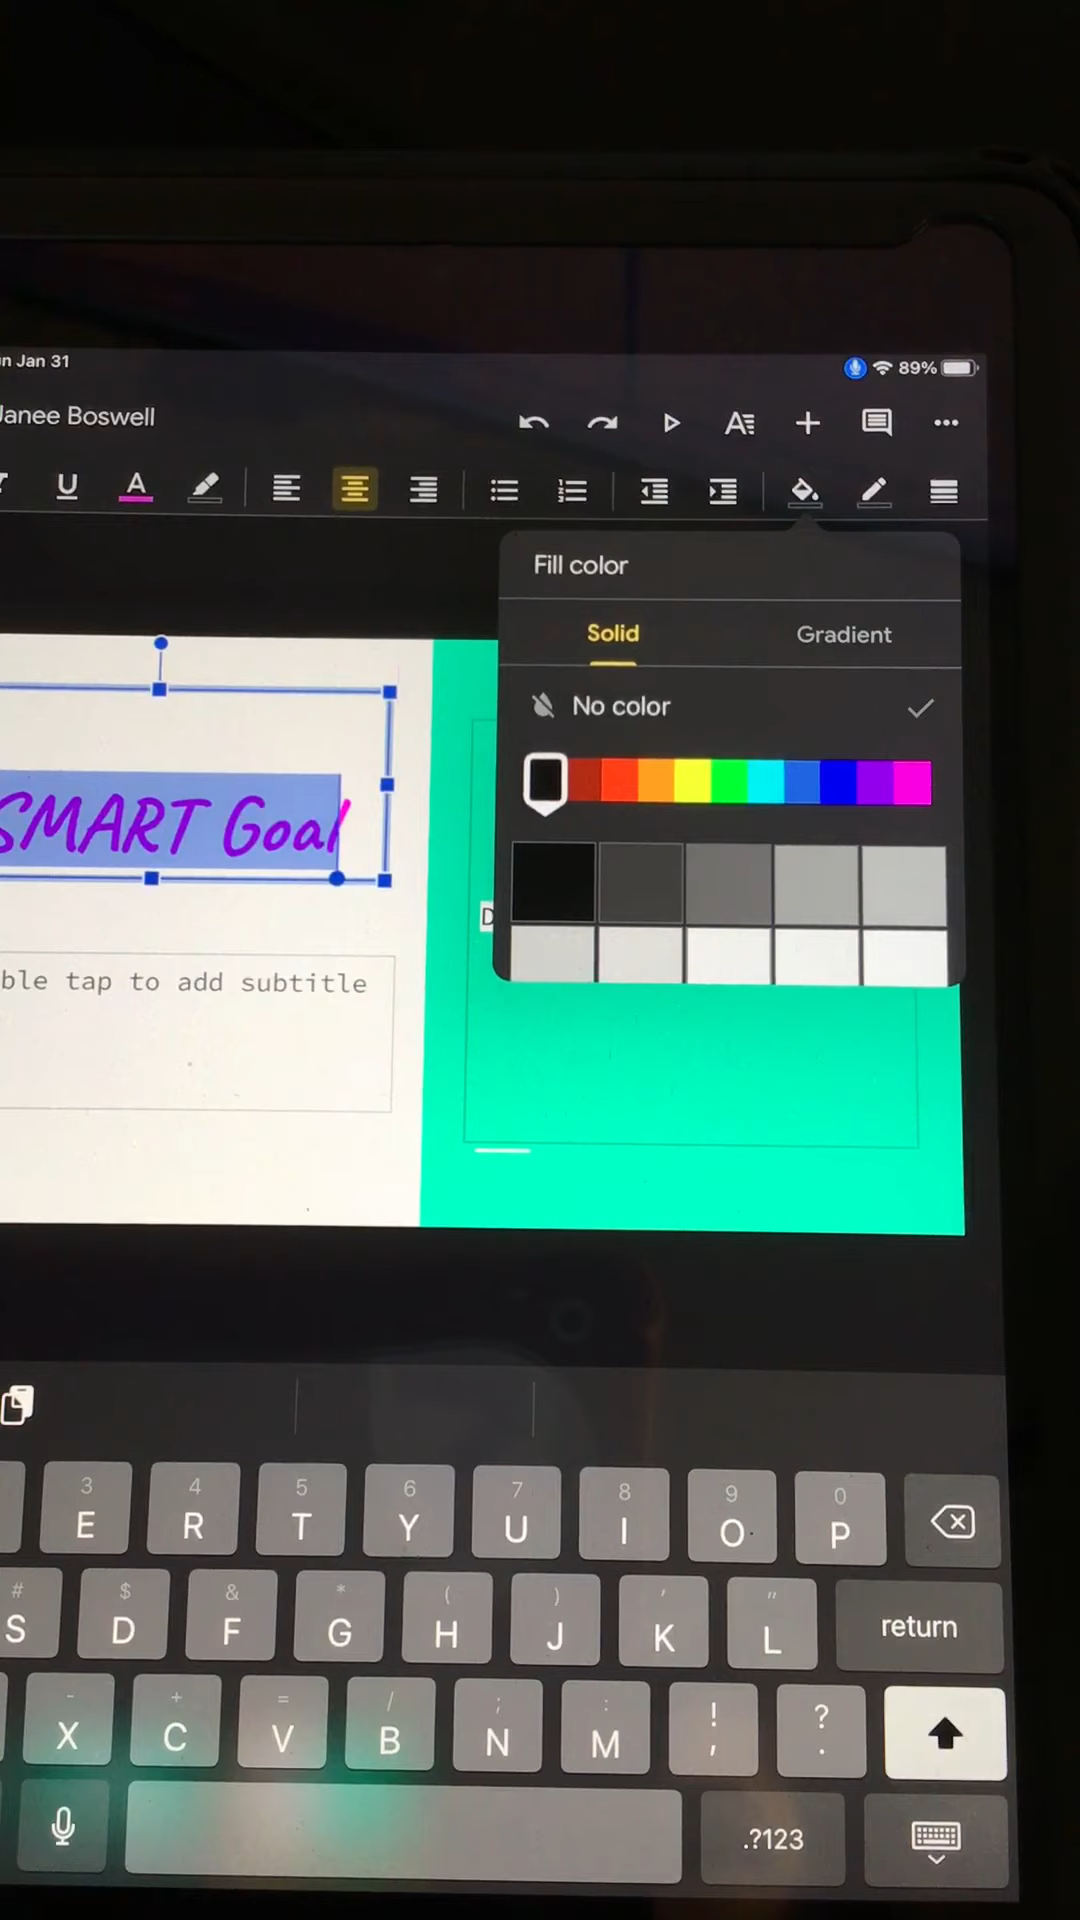 Jan 31
89%
Janee Boswell
U A
Fill color
Solid Gradient
No color
SMART Goal
D
ble tap to add subtitle
3 4 5 6 7 8 9 0
E R T Y U I O P
# $ & * ( ) ' "
S D F G H J K L return
- + = / ; : ! ?
X C V B N M , .
.?123